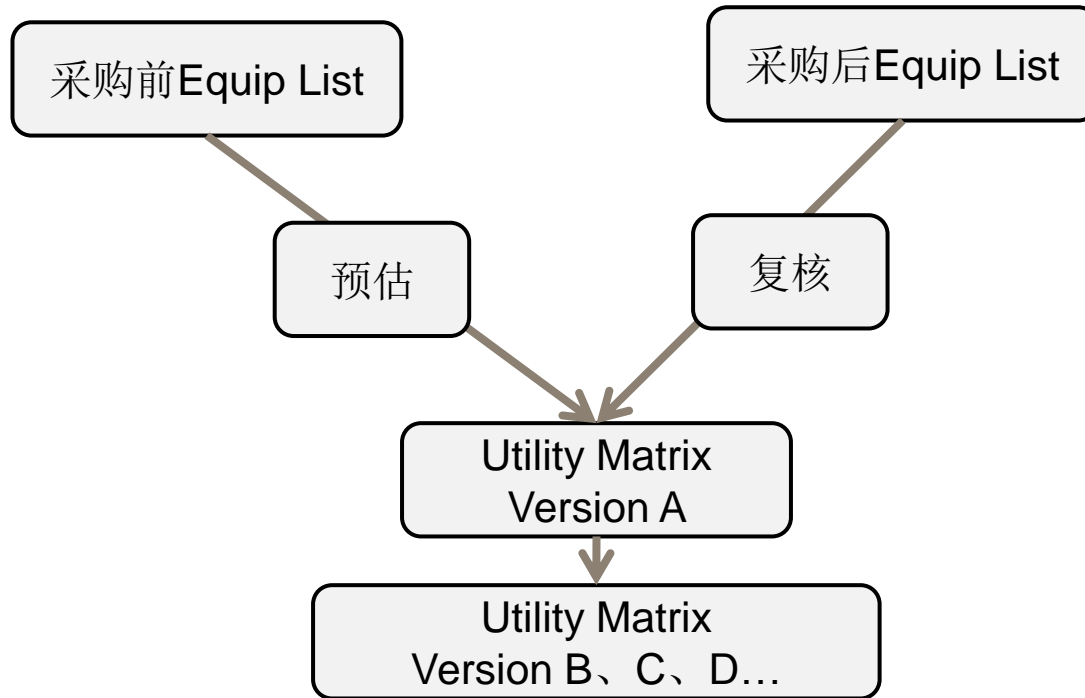 采购前Equip List
采购后Equip List
预估
复核
Utility Matrix
Version A
Utility Matrix
Version B、C、D…